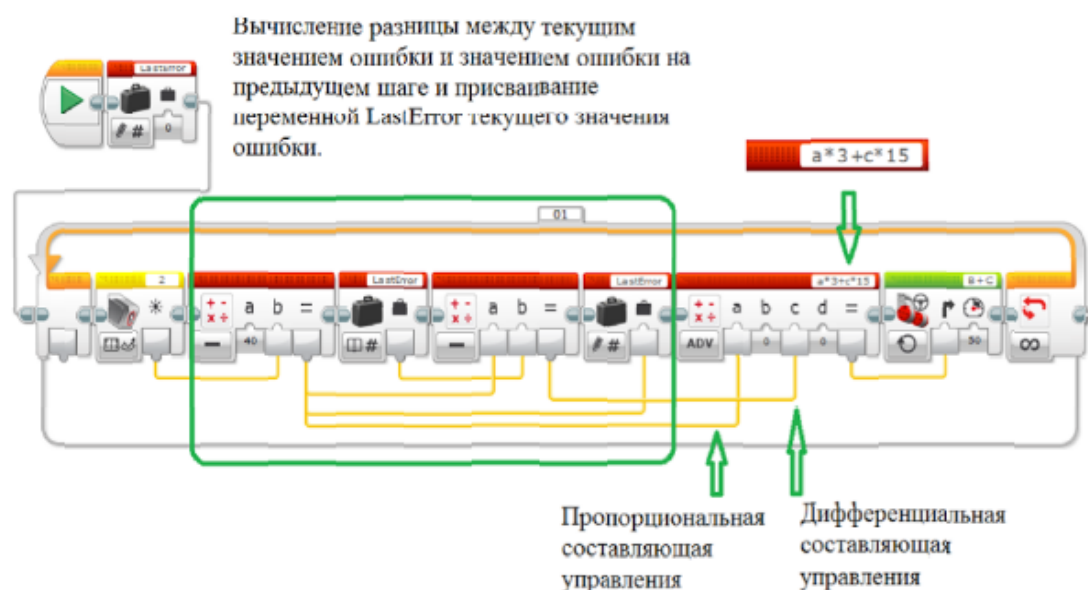 Вычисление разницы между текущим
значением ошибки и значением ошибки на
предыдущем шаге и присваивание
переменной LastError текущего значения
ошибки.
LastError
#
0
a*3+c*15
01
2
LastError
LastError
a*3+c*15
B+C
a b =
a b =
a b c d =
40
#
#
ADV
0
0
50
Пропорциональная
составляющая
управления
Дифференциальная
составляющая
управления